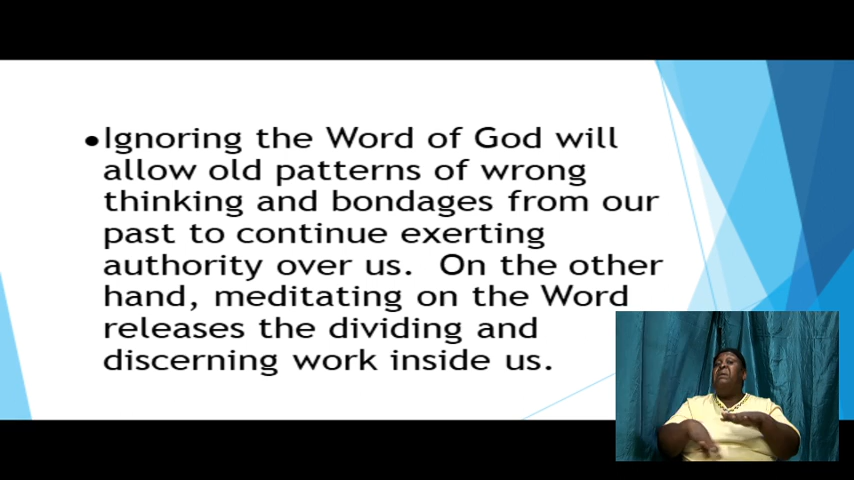 •Ignoring the Word of God will
allow old patterns of wrong
thinking and bondages from our
past to continue exerting
authority over us.  On the other
hand, meditating on the Word
releases the dividing and
discerning work inside us.